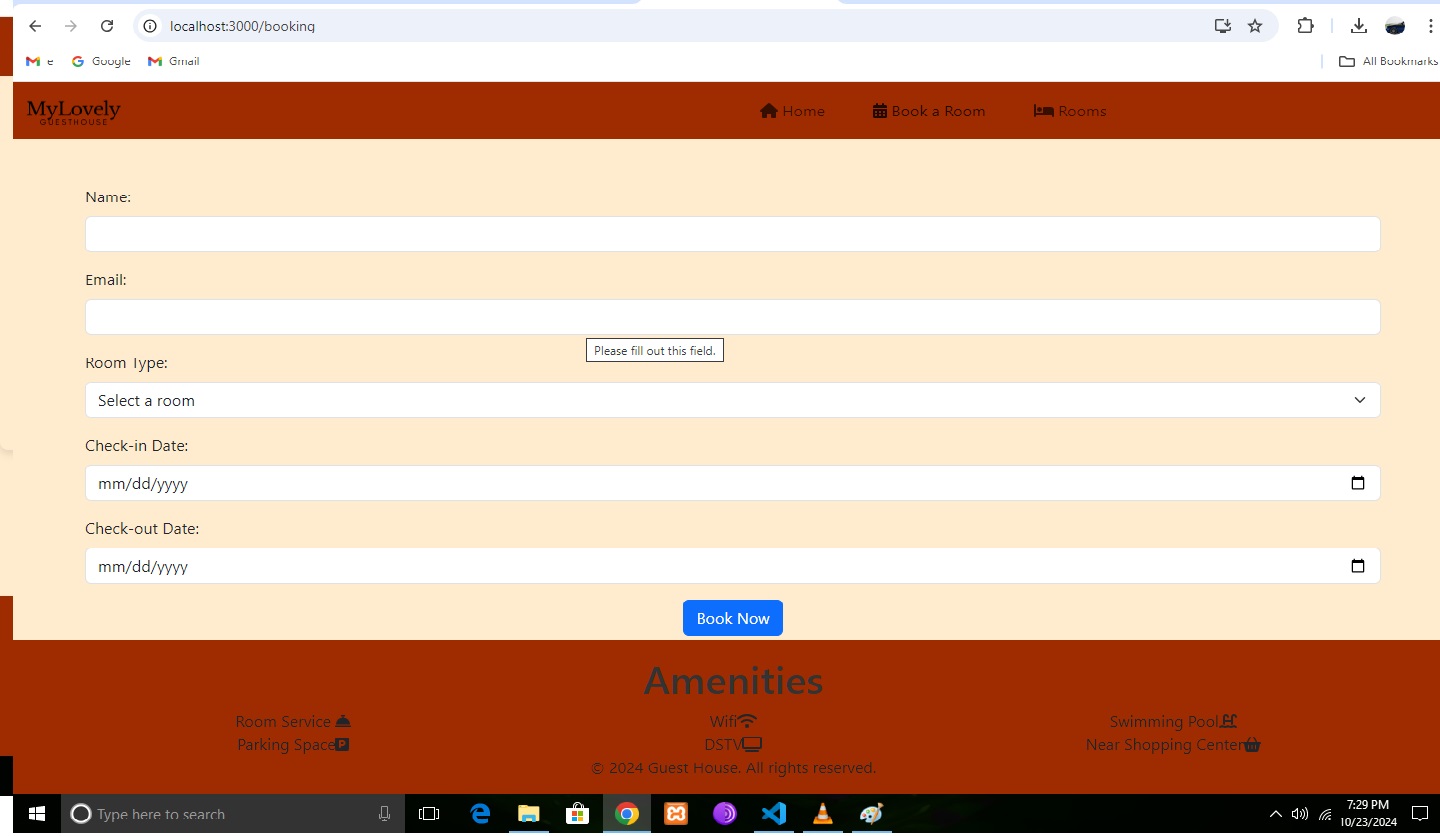 localhost:3000/booking
e Google Gmail All Bookmarks
MyLovely
GUESTHOUSE
Home Book a Room Rooms
Name:
Email:
Please fill out this field.
Room Type:
Select a room
Check-in Date:
mm/dd/yyyy
Check-out Date:
mm/dd/yyyy
Book Now
Amenities
Room Service Wifi Swimming Pool
Parking Space P DSTV Near Shopping Center
© 2024 Guest House. All rights reserved.
Type here to search 7:29 PM
10/23/2024